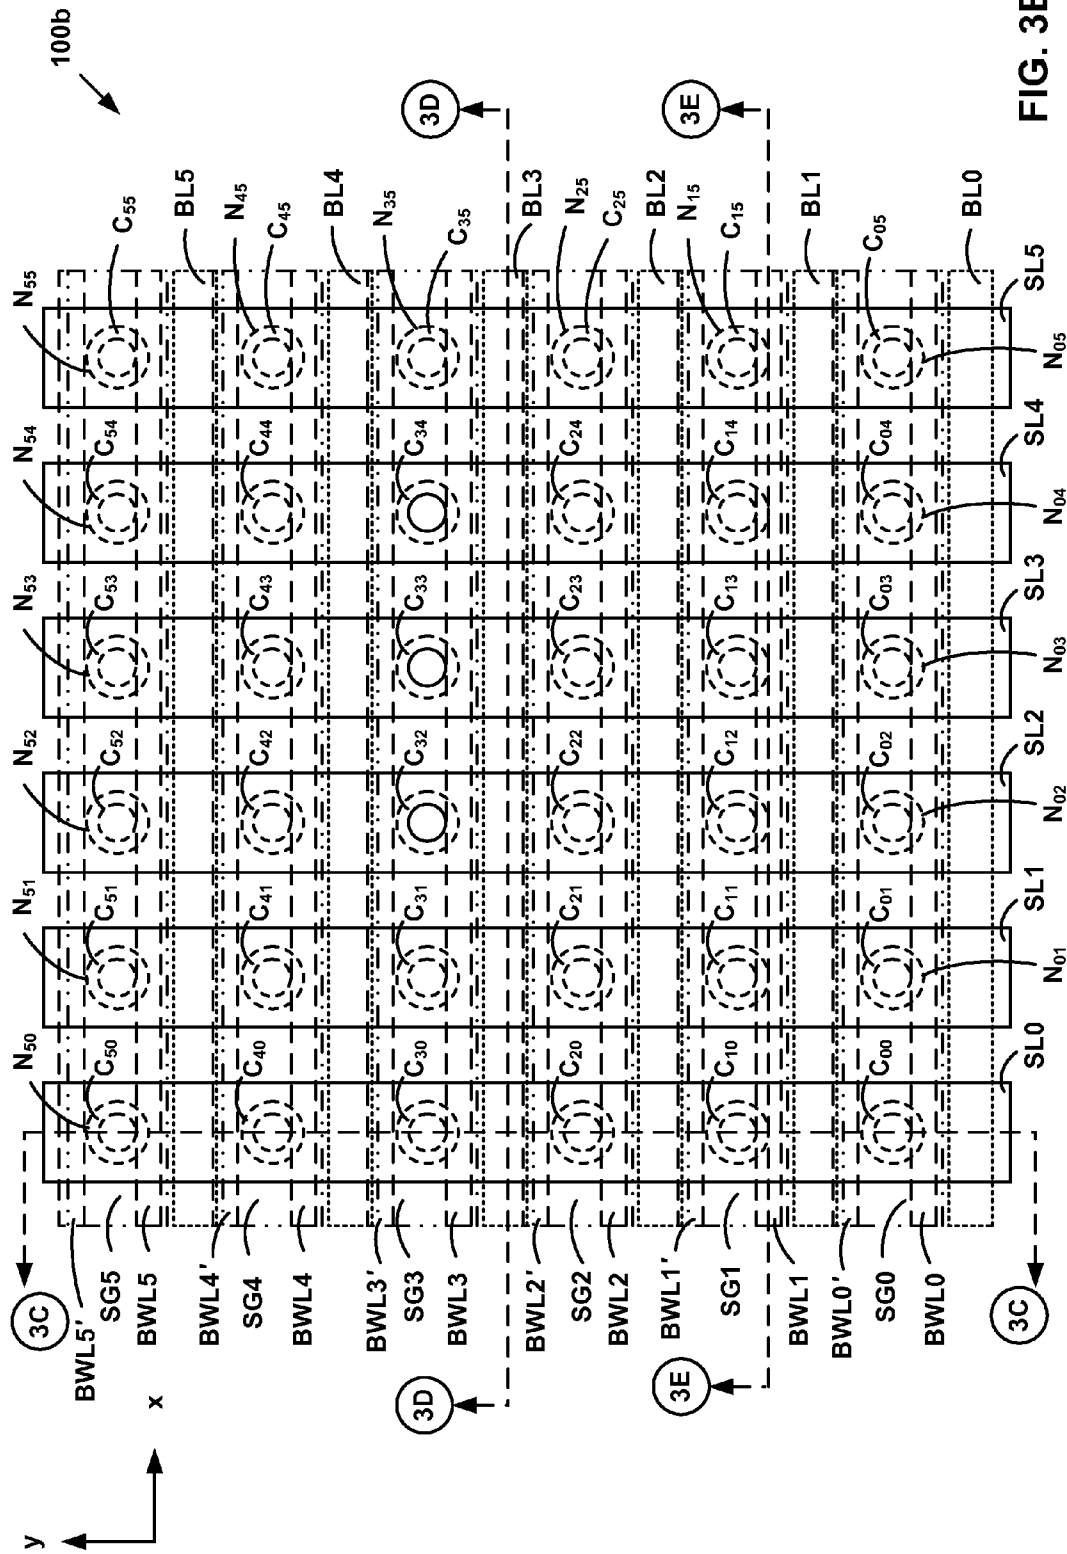 100b
FIG. 3B
3D
3E
BL5
BL4
BL3
BL2
BL1
BL0
C₅₅
N₄₅
C₄₅
N₃₅
C₃₅
N₂₅
C₂₅
N₁₅
C₁₅
C₀₅
N₅₅
N₀₅
SL5
N₅₄
C₅₄
C₄₄
C₃₄
C₂₄
C₁₄
C₀₄
N₀₄
SL4
N₅₃
C₅₃
C₄₃
C₃₃
C₂₃
C₁₃
C₀₃
N₀₃
SL3
N₅₂
C₅₂
C₄₂
C₃₂
C₂₂
C₁₂
C₀₂
N₀₂
SL2
N₅₁
C₅₁
C₄₁
C₃₁
C₂₁
C₁₁
C₀₁
N₀₁
SL1
N₅₀
C₅₀
C₄₀
C₃₀
C₂₀
C₁₀
C₀₀
SL0
3C
BWL5'
SG5
BWL5
BWL4'
SG4
BWL4
BWL3'
SG3
BWL3
BWL2'
SG2
BWL2
BWL1'
SG1
BWL1
BWL0'
SG0
BWL0
3C
3D
3E
y
x